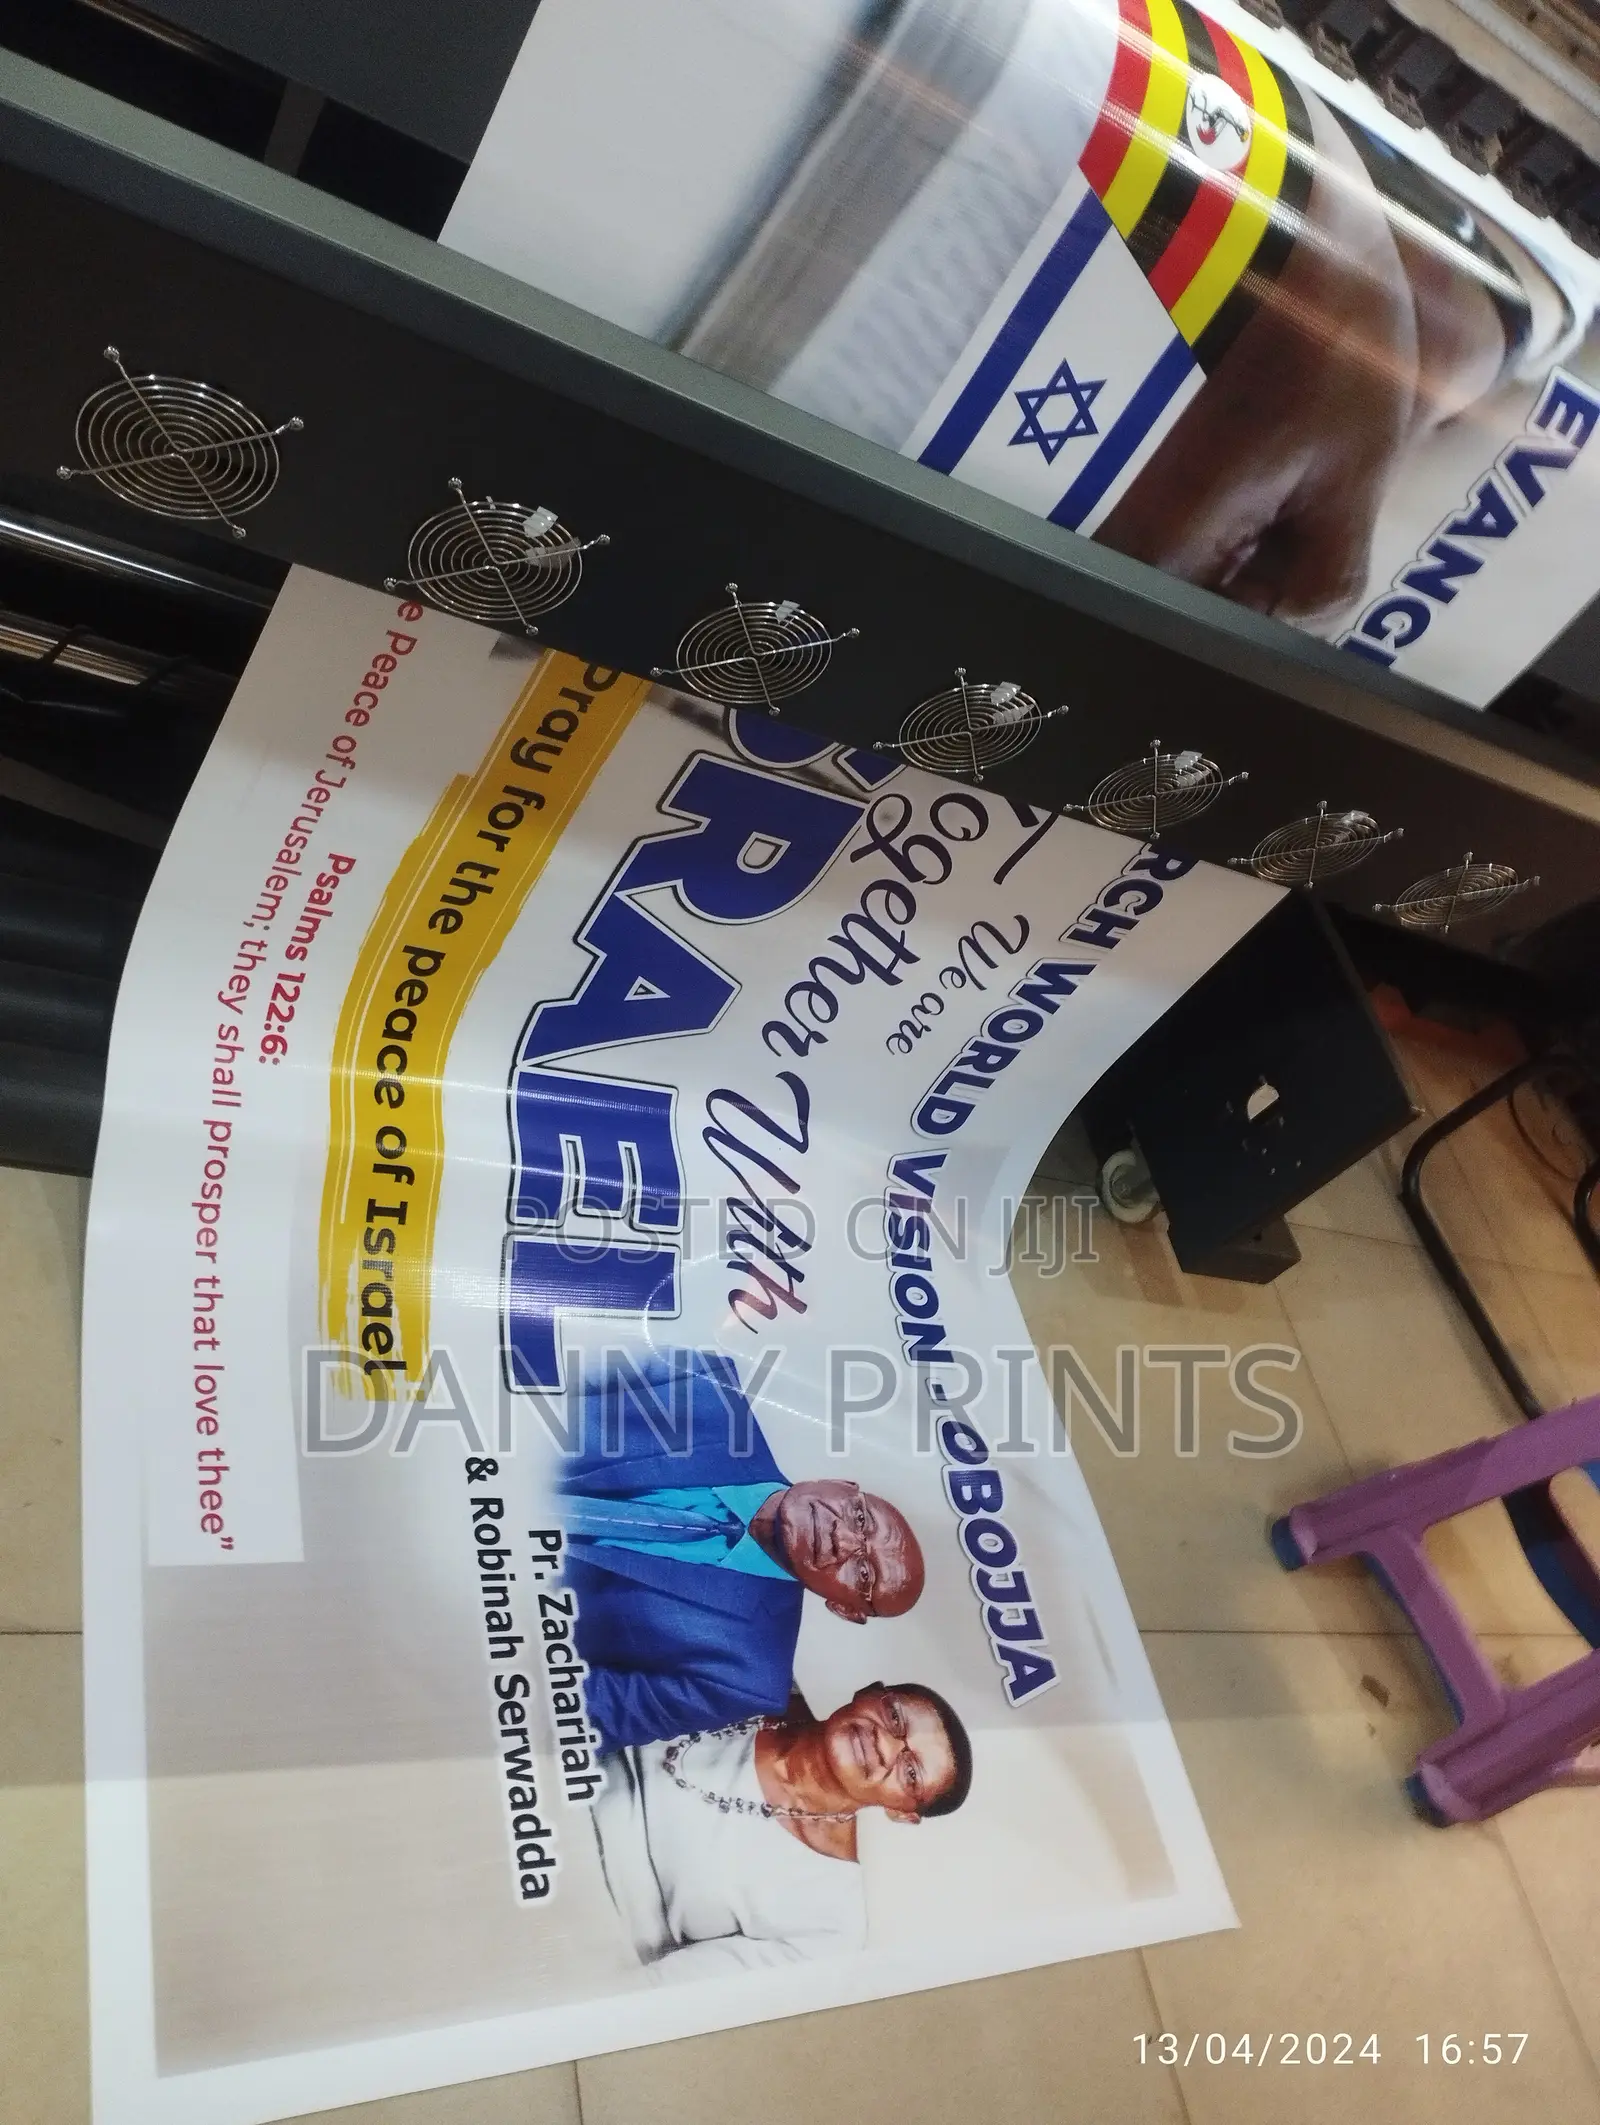 EVANG
RCH WORLD VISION - OBOJJA
We are
Together With
RAEL
Pray for the peace of Israel
Psalms 122:6:
e Peace of Jerusalem; they shall prosper that love thee"
Pr. Zachariah
& Robinah Serwadda
POSTED ON JIJI
DANNY PRINTS
13/04/2024 16:57